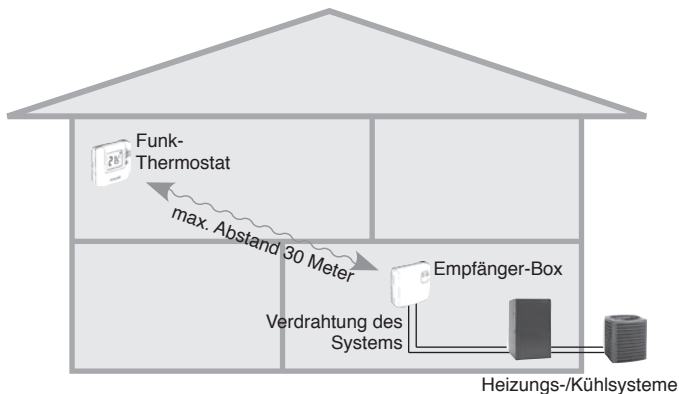 Funk-
Thermostat
max. Abstand 30 Meter
Empfänger-Box
Verdrahtung des
Systems
Heizungs-/Kühlsysteme